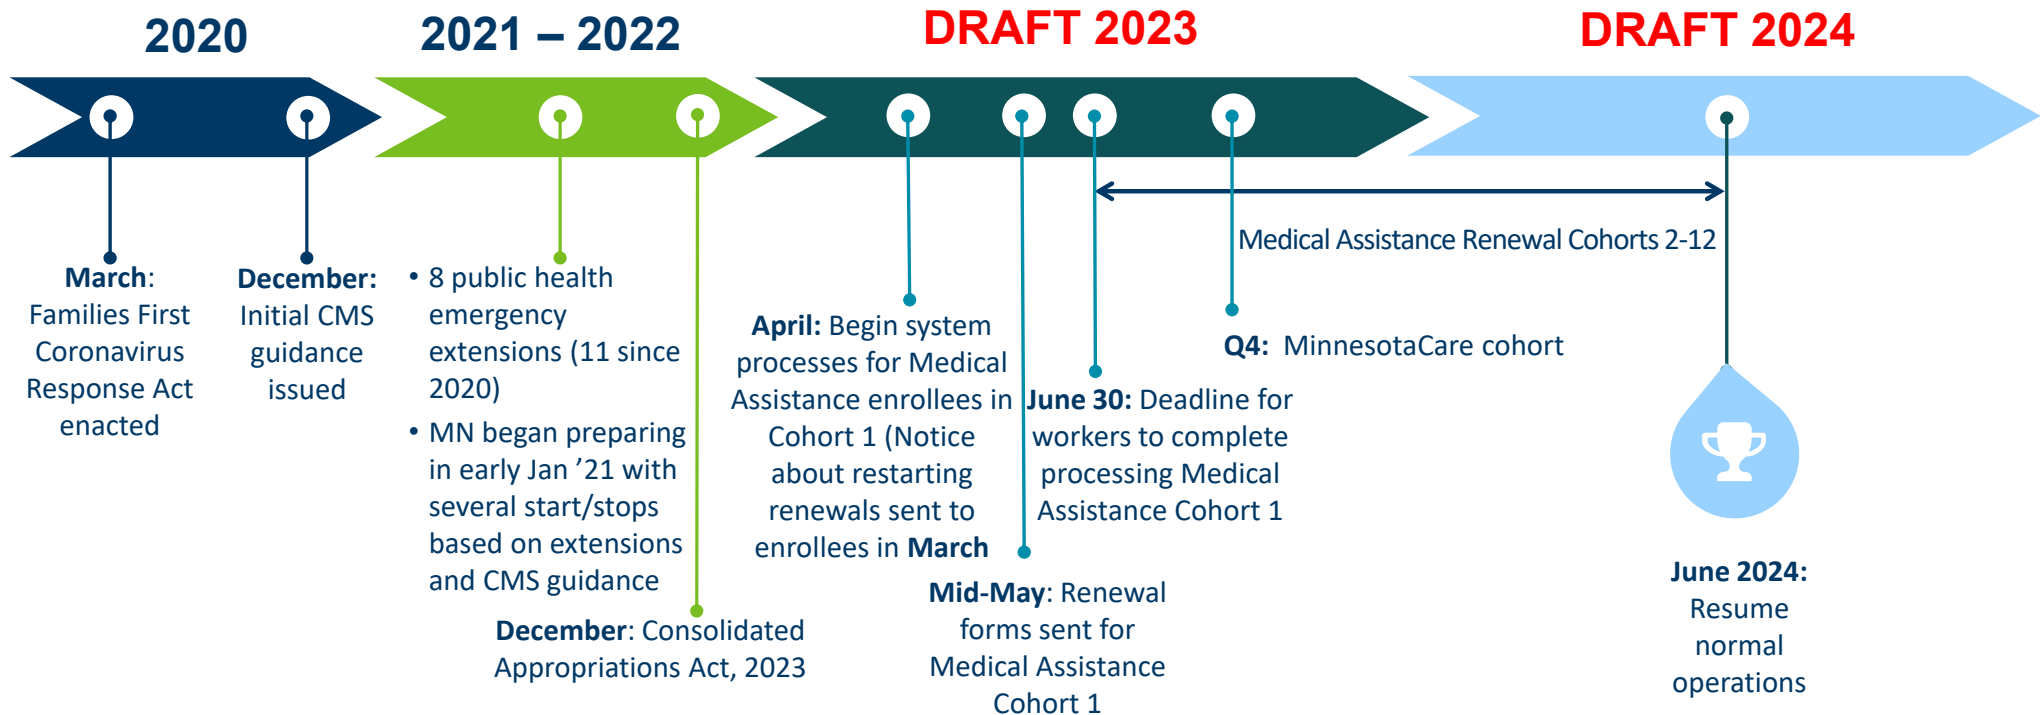 2020
2021 – 2022
DRAFT 2023
DRAFT 2024
March:
Families First
Coronavirus
Response Act
enacted
December:
Initial CMS
guidance
issued
• 8 public health
emergency
extensions (11 since
2020)
• MN began preparing
in early Jan ’21 with
several start/stops
based on extensions
and CMS guidance
December: Consolidated
Appropriations Act, 2023
April: Begin system
processes for Medical
Assistance enrollees in
Cohort 1 (Notice
about restarting
renewals sent to
enrollees in March
Mid-May: Renewal
forms sent for
Medical Assistance
Cohort 1
June 30: Deadline for
workers to complete
processing Medical
Assistance Cohort 1
Medical Assistance Renewal Cohorts 2-12
Q4: MinnesotaCare cohort
June 2024:
Resume
normal
operations